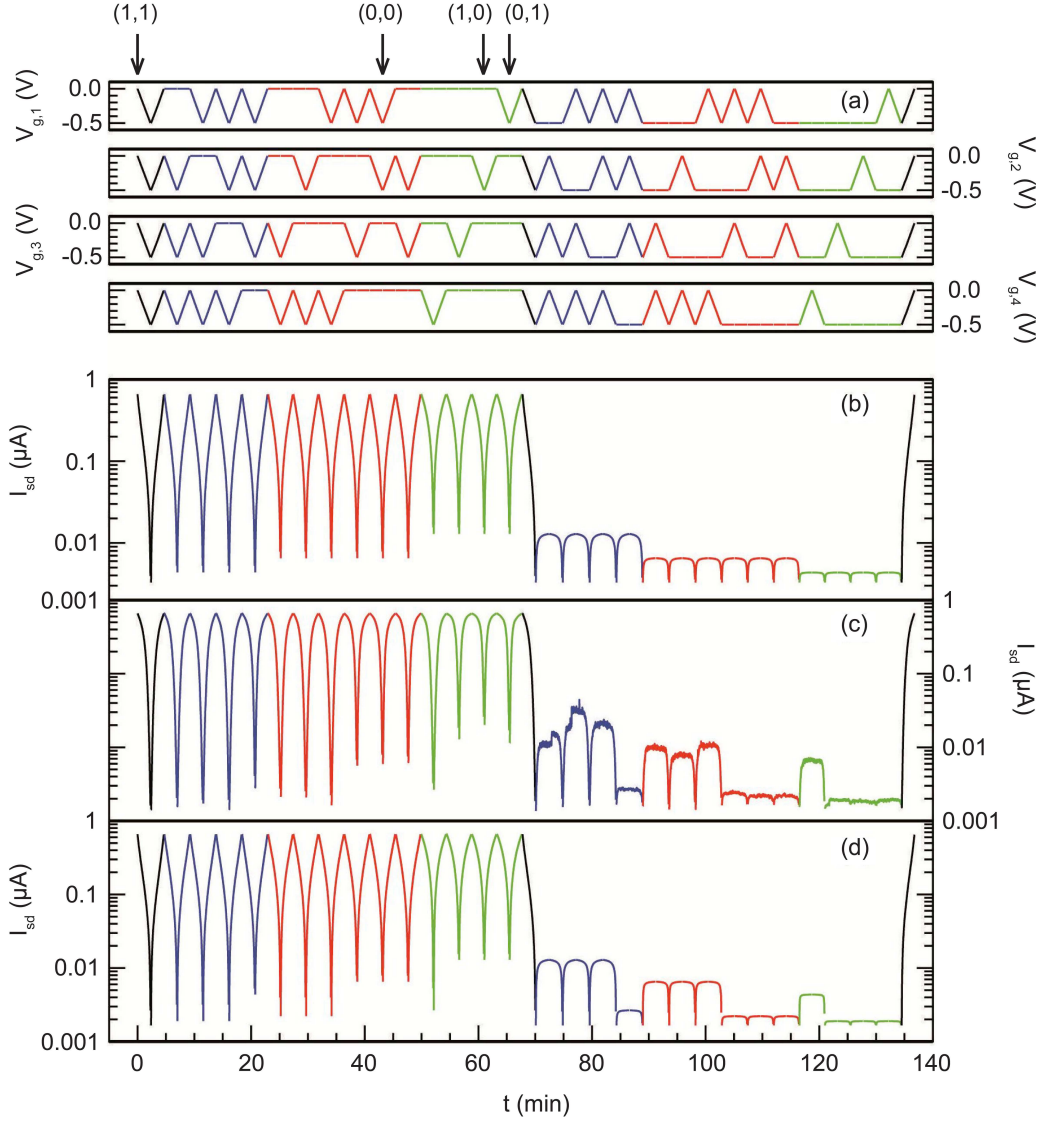 (1,1) (0,0) (1,0) (0,1)
V_g,1 (V) 0.0 -0.5 (a)
0.0 -0.5 V_g,2 (V)
V_g,3 (V) 0.0 -0.5
0.0 -0.5 V_g,4 (V)
I_sd (µA) 1 0.1 0.01 0.001 (b)
1 0.1 0.01 0.001 I_sd (µA) (c)
I_sd (µA) 1 0.1 0.01 0.001 (d)
0 20 40 60 80 100 120 140
t (min)